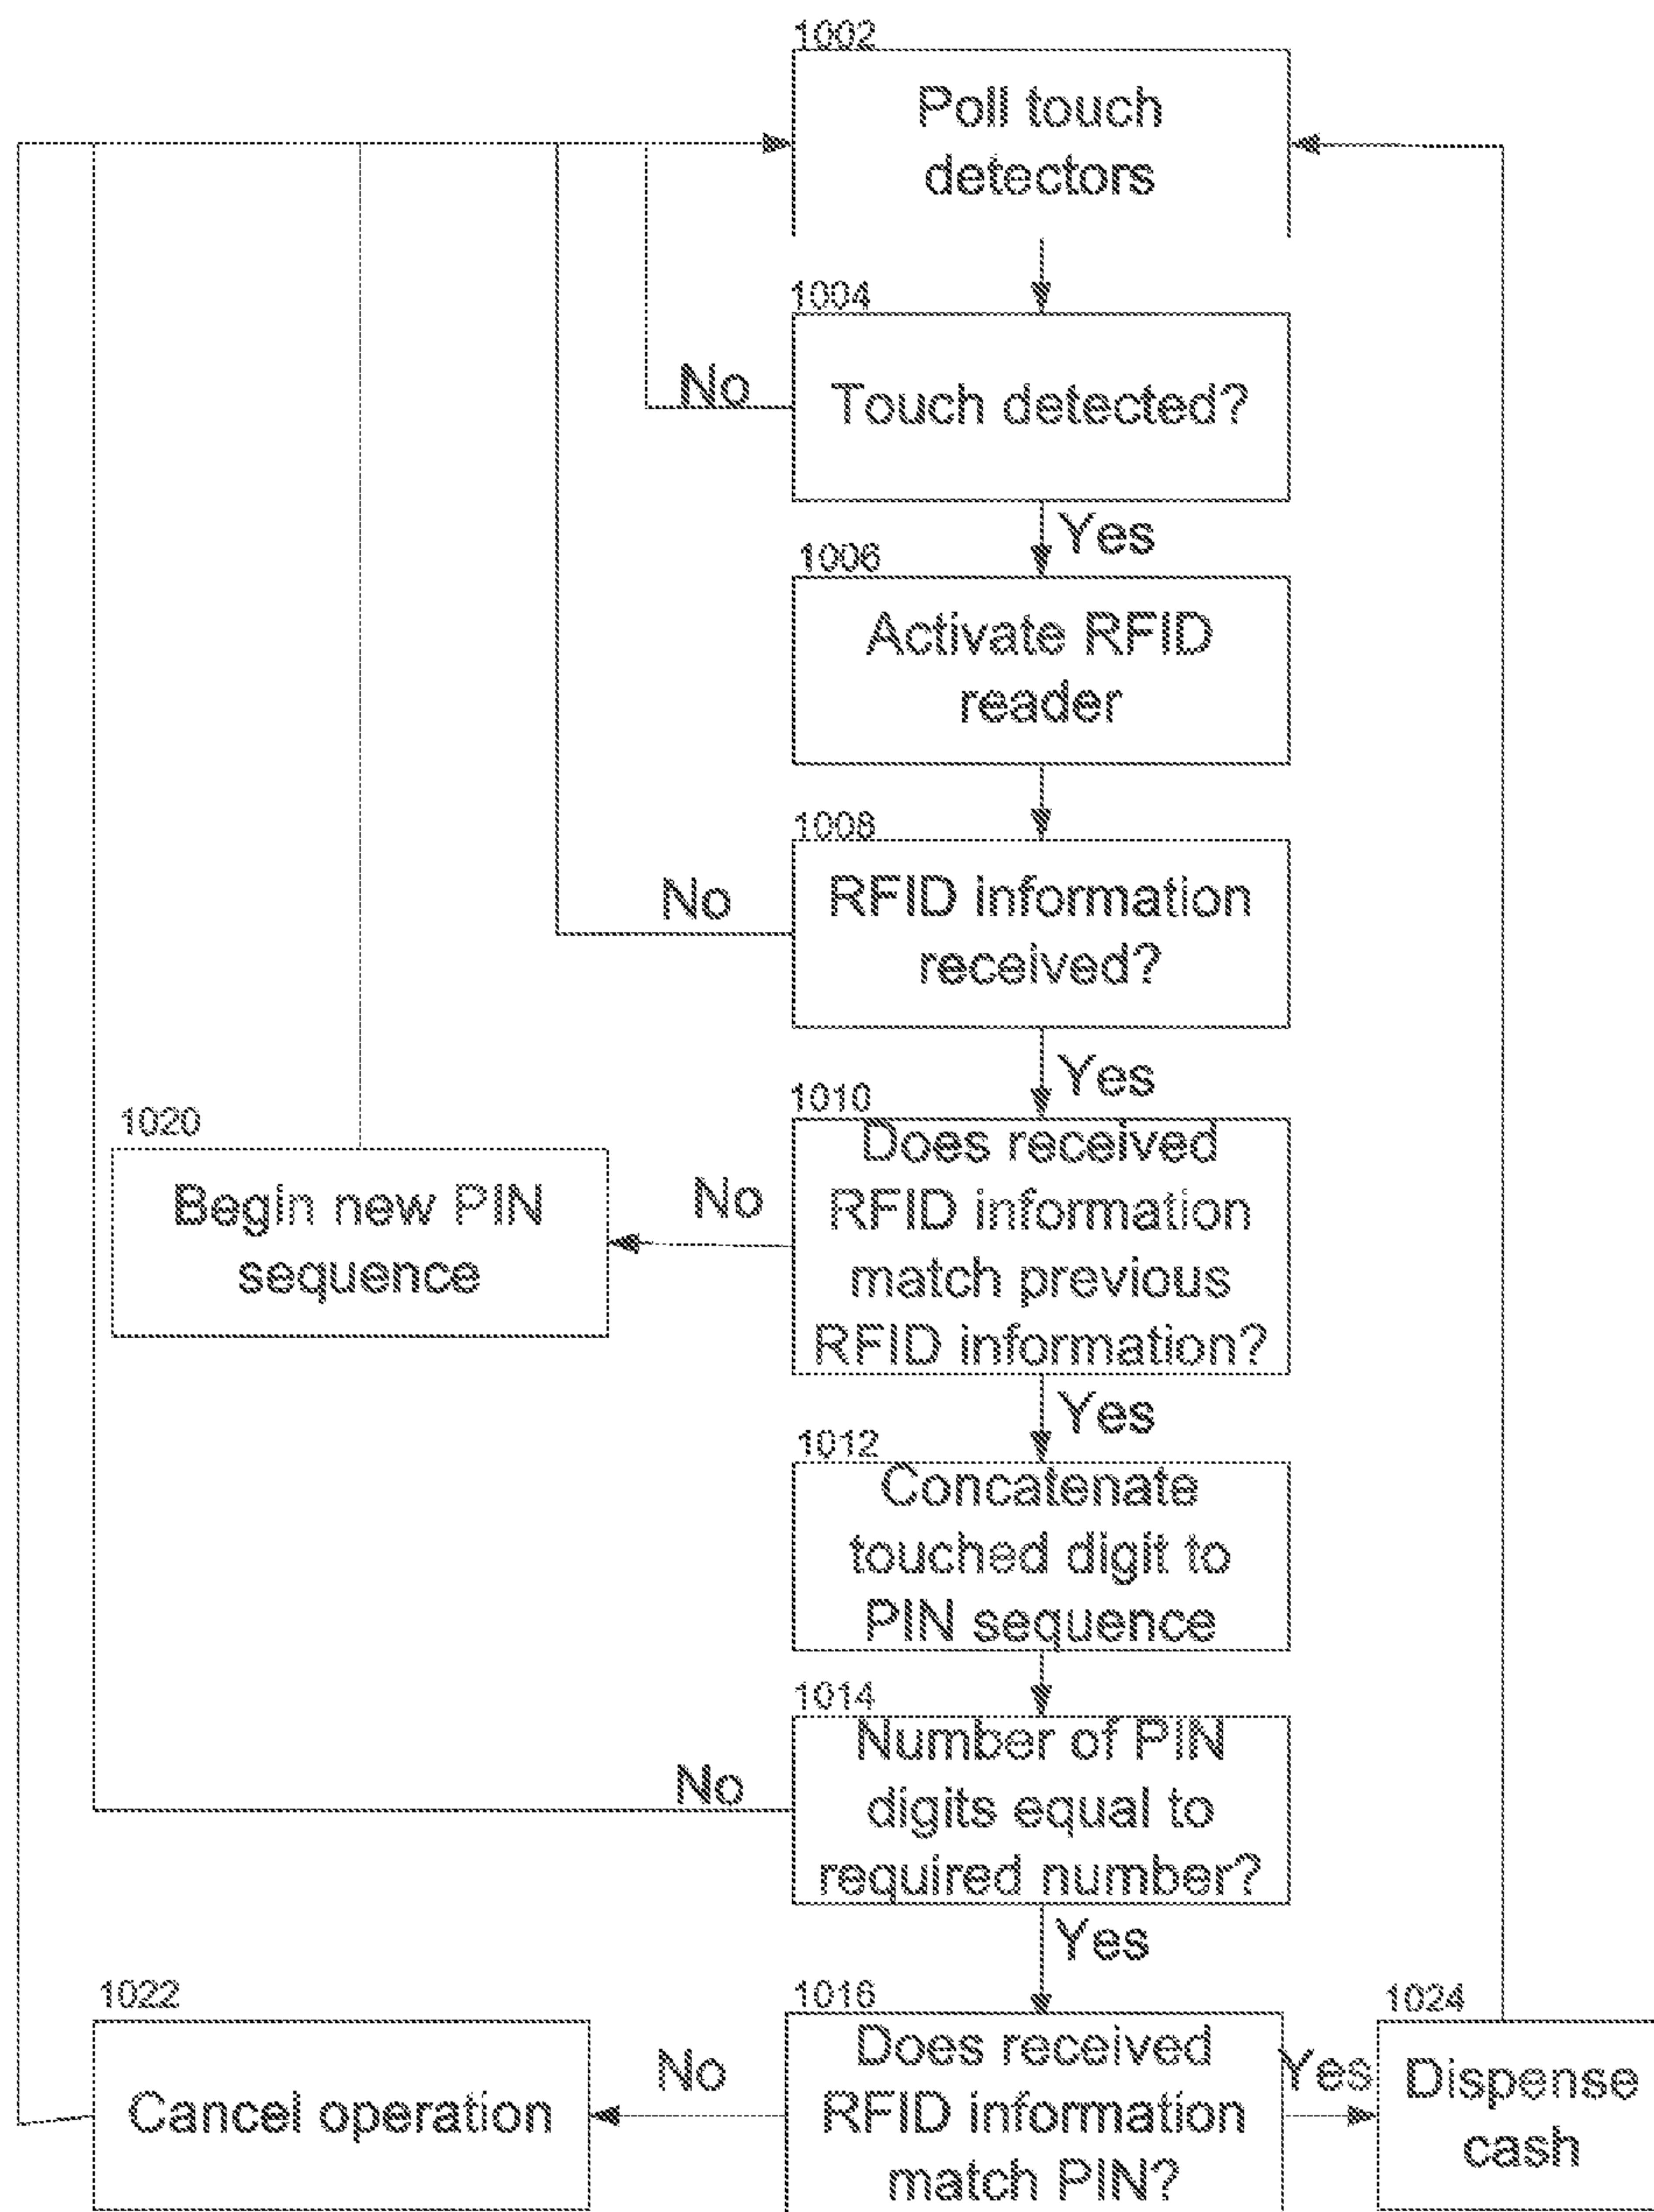 1002
Poll touch
detectors
1004
No
Touch detected?
Yes
1006
Activate RFID
reader
1008
No
RFID information
received?
Yes
1010
Does received
RFID information
match previous
RFID information?
1020
Begin new PIN
sequence
No
Yes
1012
Concatenate
touched digit to
PIN sequence
1014
No
Number of PIN
digits equal to
required number?
Yes
1016
Does received
RFID information
match PIN?
1022
Cancel operation
No
Yes
1024
Dispense
cash